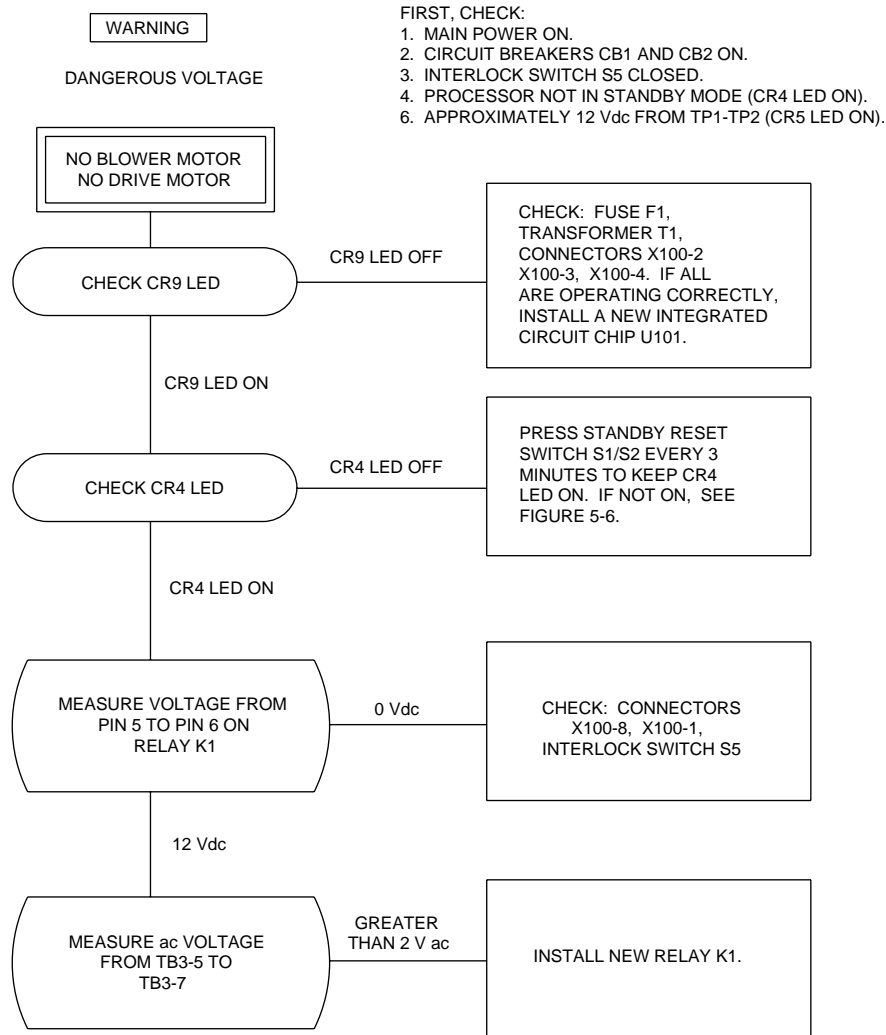 WARNING
DANGEROUS VOLTAGE
FIRST, CHECK:
1. MAIN POWER ON.
2. CIRCUIT BREAKERS CB1 AND CB2 ON.
3. INTERLOCK SWITCH S5 CLOSED.
4. PROCESSOR NOT IN STANDBY MODE (CR4 LED ON).
6. APPROXIMATELY 12 Vdc FROM TP1-TP2 (CR5 LED ON).
NO BLOWER MOTOR
NO DRIVE MOTOR
CHECK CR9 LED
CR9 LED OFF
CHECK: FUSE F1,
TRANSFORMER T1,
CONNECTORS X100-2
X100-3, X100-4. IF ALL
ARE OPERATING CORRECTLY,
INSTALL A NEW INTEGRATED
CIRCUIT CHIP U101.
CR9 LED ON
CHECK CR4 LED
CR4 LED OFF
PRESS STANDBY RESET
SWITCH S1/S2 EVERY 3
MINUTES TO KEEP CR4
LED ON. IF NOT ON, SEE
FIGURE 5-6.
CR4 LED ON
MEASURE VOLTAGE FROM
PIN 5 TO PIN 6 ON
RELAY K1
0 Vdc
CHECK: CONNECTORS
X100-8, X100-1,
INTERLOCK SWITCH S5
12 Vdc
MEASURE ac VOLTAGE
FROM TB3-5 TO
TB3-7
GREATER
THAN 2 V ac
INSTALL NEW RELAY K1.